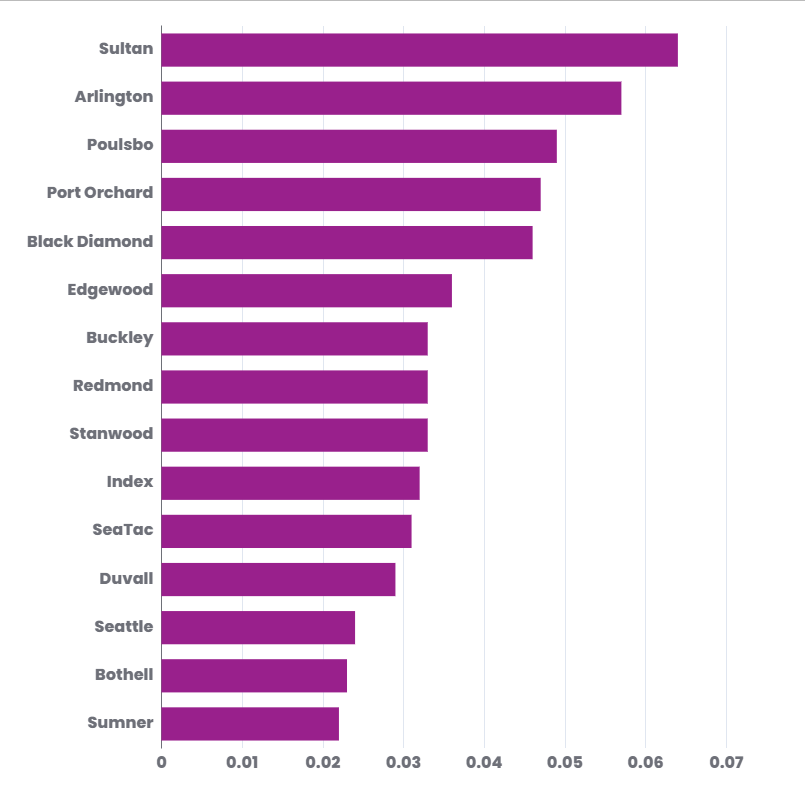 Sultan
Arlington
Poulsbo
Port Orchard
Black Diamond
Edgewood
Buckley
Redmond
Stanwood
Index
SeaTac
Duvall
Seattle
Bothell
Sumner
0 0.01 0.02 0.03 0.04 0.05 0.06 0.07